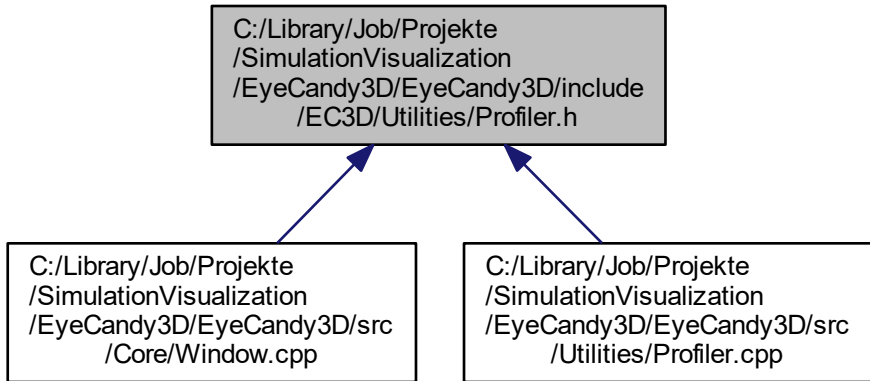 C:/Library/Job/Projekte
/SimulationVisualization
/EyeCandy3D/EyeCandy3D/include
/EC3D/Utilities/Profiler.h
C:/Library/Job/Projekte
/SimulationVisualization
/EyeCandy3D/EyeCandy3D/src
/Core/Window.cpp
C:/Library/Job/Projekte
/SimulationVisualization
/EyeCandy3D/EyeCandy3D/src
/Utilities/Profiler.cpp